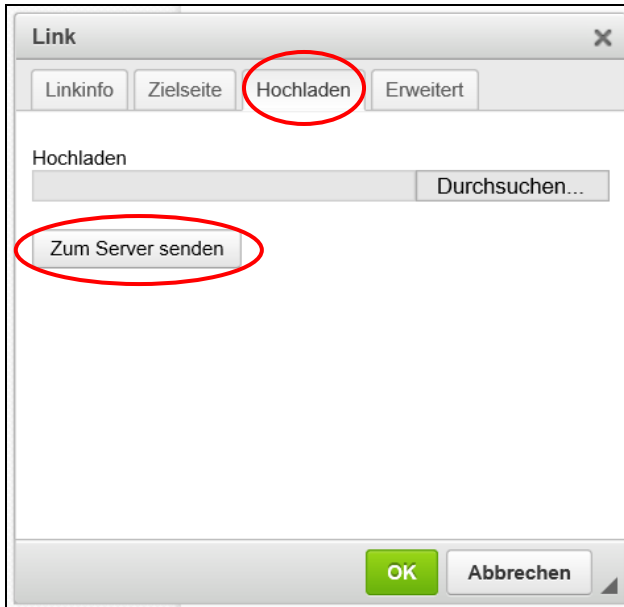 Link
Linkinfo Zielseite Hochladen Erweitert
Hochladen
Durchsuchen...
Zum Server senden
OK Abbrechen